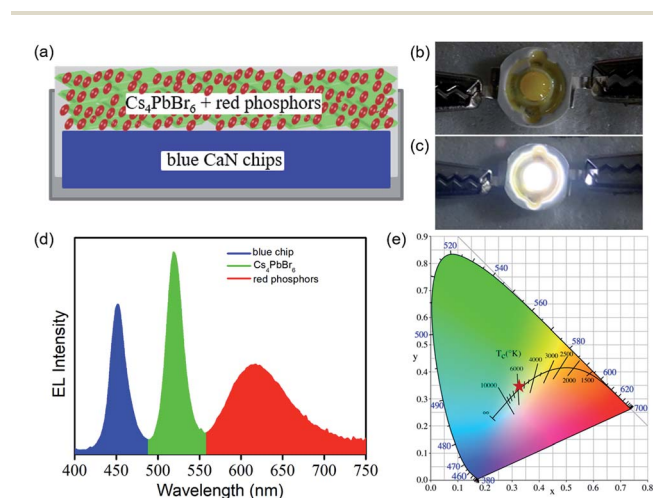 (a)
Cs4PbBr6 + red phosphors
blue CaN chips
(b)
(c)
(d)
blue chip
Cs4PbBr6
red phosphors
EL Intensity
400 450 500 550 600 650 700 750
Wavelength (nm)
(e)
0.9
0.8
0.7
0.6
0.5
y
0.4
0.3
0.2
0.1
0.0
520
540
560
500
580
Tc(°K)
4000 3000 2500
6000
600
10000
2000 1500
620
700
∞
490
480
470
460
380
0.0 0.1 0.2 0.3 0.4 0.5 0.6 0.7 0.8
x